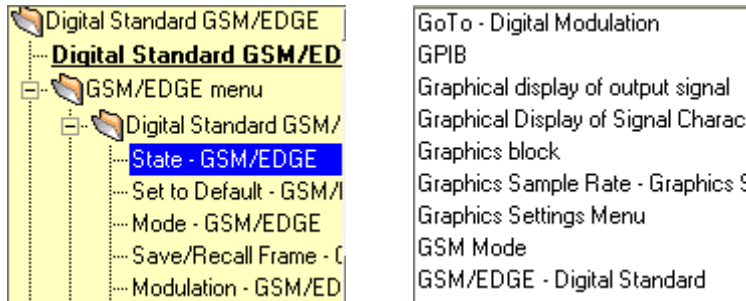 Digital Standard GSM/EDGE
Digital Standard GSM/ED
GSM/EDGE menu
Digital Standard GSM/
State - GSM/EDGE
Set to Default - GSM/
Mode - GSM/EDGE
Save/Recall Frame -
Modulation - GSM/ED
GoTo - Digital Modulation
GPIB
Graphical display of output signal
Graphical Display of Signal Charac
Graphics block
Graphics Sample Rate - Graphics S
Graphics Settings Menu
GSM Mode
GSM/EDGE - Digital Standard